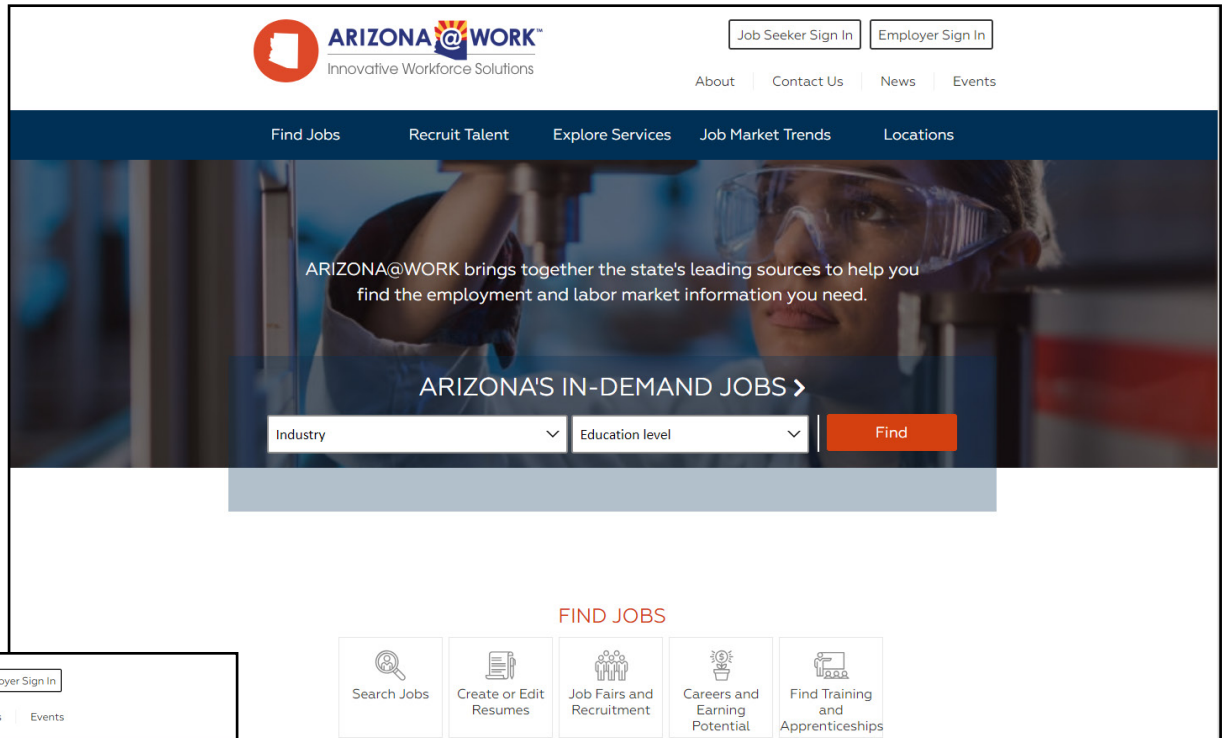 ARIZONA@WORK™
Innovative Workforce Solutions
Job Seeker Sign In
Employer Sign In
About
Contact Us
News
Events
Find Jobs
Recruit Talent
Explore Services
Job Market Trends
Locations
ARIZONA@WORK brings together the state's leading sources to help you
find the employment and labor market information you need.
ARIZONA'S IN-DEMAND JOBS >
Industry
Education level
Find
FIND JOBS
Search Jobs
Create or Edit
Resumes
Job Fairs and
Recruitment
Careers and
Earning
Potential
Find Training
and
Apprenticeships
Sign In
Events